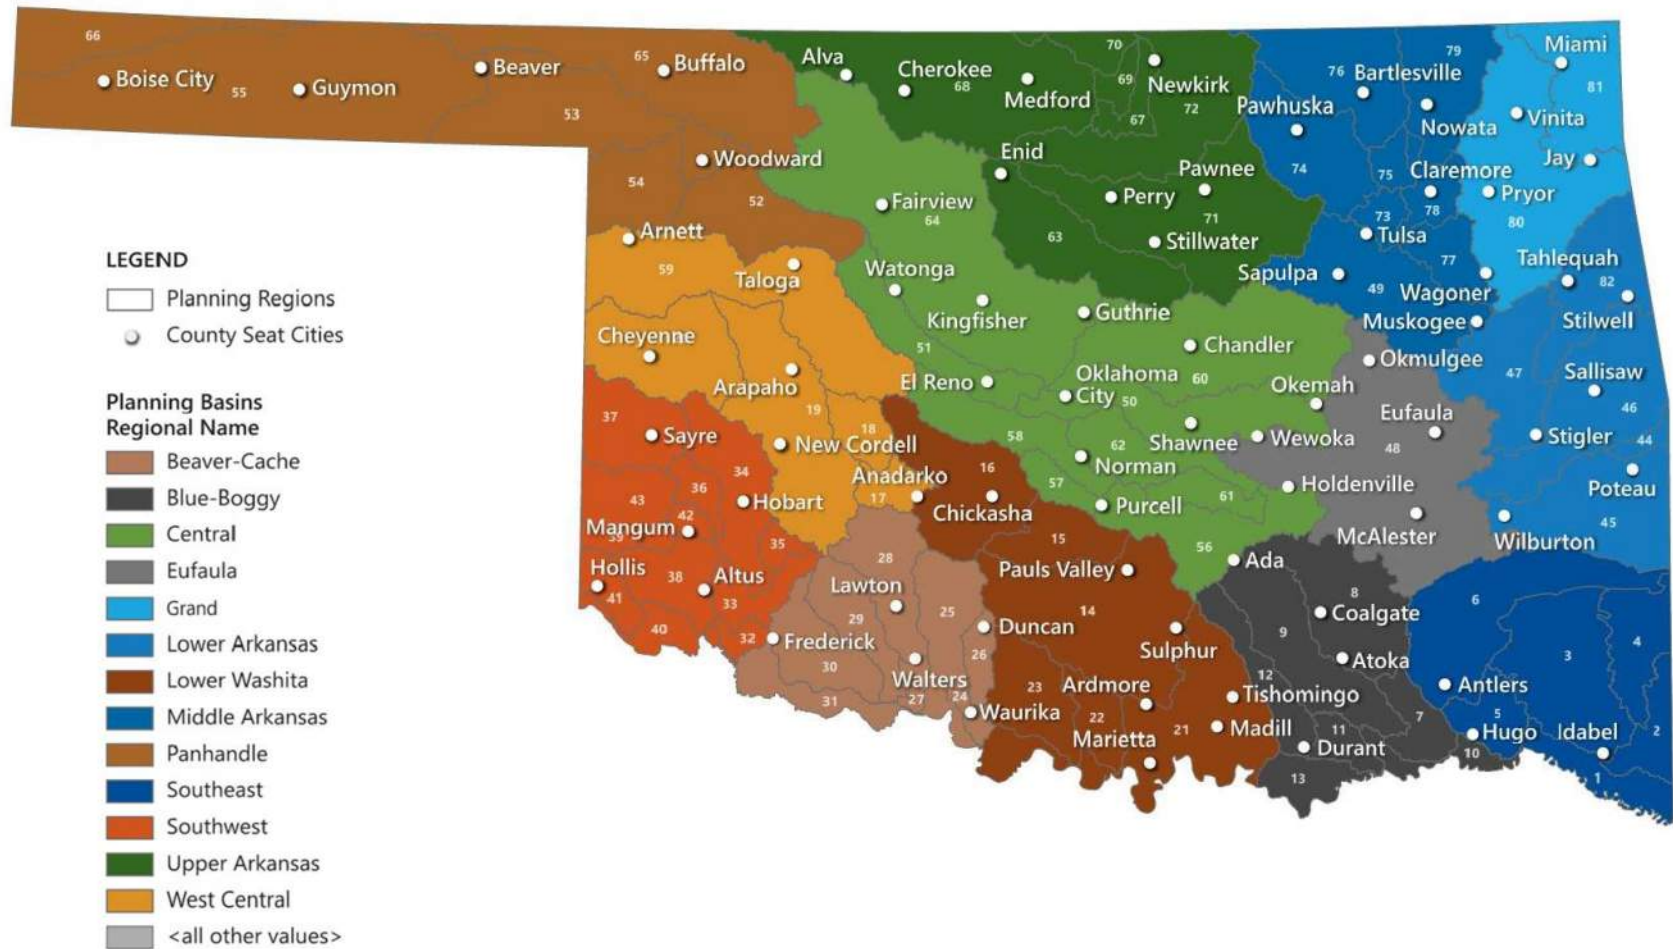 66
Boise City
55
Guymon
Beaver
53
65
Buffalo
Alva
Cherokee
68
Medford
70
69
67
Newkirk
72
76
79
Bartlesville
Pawhuska
Nowata
Miami
81
Vinita
Jay
54
Woodward
52
Enid
Fairview
64
Perry
Pawnee
71
Stillwater
63
74
75
Claremore
78
73
Tulsa
Pryor
80
Arnett
59
Taloga
Watonga
Kingfisher
Guthrie
Sapulpa
49
77
Wagoner
Muskogee
Tahlequah
82
Stilwell
LEGEND
Planning Regions
County Seat Cities
Cheyenne
Arapaho
51
El Reno
Oklahoma
City
50
Chandler
60
Okemah
Okmulgee
47
Sallisaw
46
Planning Basins
Regional Name
Beaver-Cache
Blue-Boggy
Central
Eufaula
Grand
Lower Arkansas
Lower Washita
Middle Arkansas
Panhandle
Southeast
Southwest
Upper Arkansas
West Central
<all other values>
37
Sayre
19
18
New Cordell
58
62
Norman
Shawnee
Wewoka
Eufaula
48
Stigler
44
34
36
43
42
Hobart
Mangum
39
Anadarko
17
16
Chickasha
57
Purcell
61
Holdenville
McAlester
Poteau
45
Wilburton
Hollis
41
38
Altus
35
33
40
32
28
Lawton
29
25
15
Pauls Valley
56
Ada
14
8
Coalgate
6
Frederick
30
31
Walters
27
24
26
Duncan
Sulphur
9
12
Atoka
3
4
Waurika
23
22
Ardmore
Marietta
21
Tishomingo
Madill
11
Durant
13
7
Antlers
5
Hugo
10
Idabel
2
1